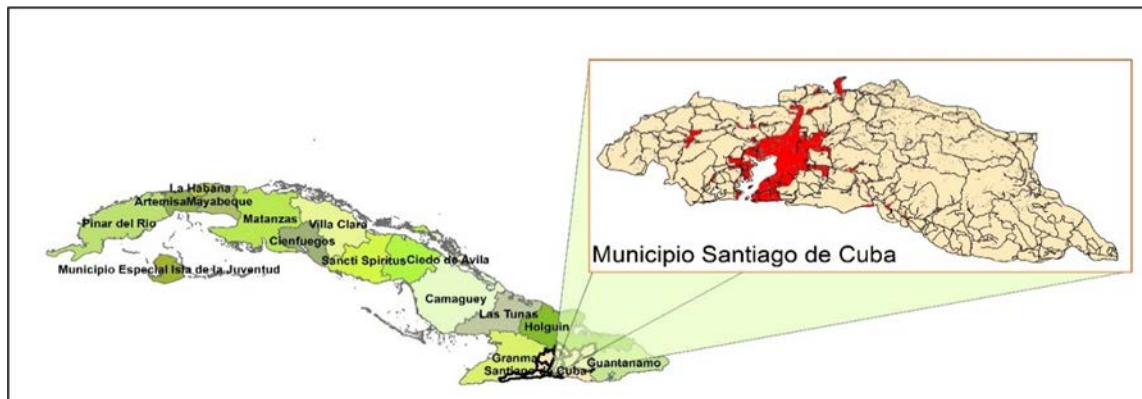 La Habana
ArtemisaMayabeque
Pinar del Rio
Matanzas
Villa Clara
Cienfuegos
Municipio Especial Isla de la Juventud
Sancti Spiritus
Ciedo de Avila
Camaguey
Las Tunas
Holguin
Granma
Santiago de Cuba
Guantanamo
Municipio Santiago de Cuba